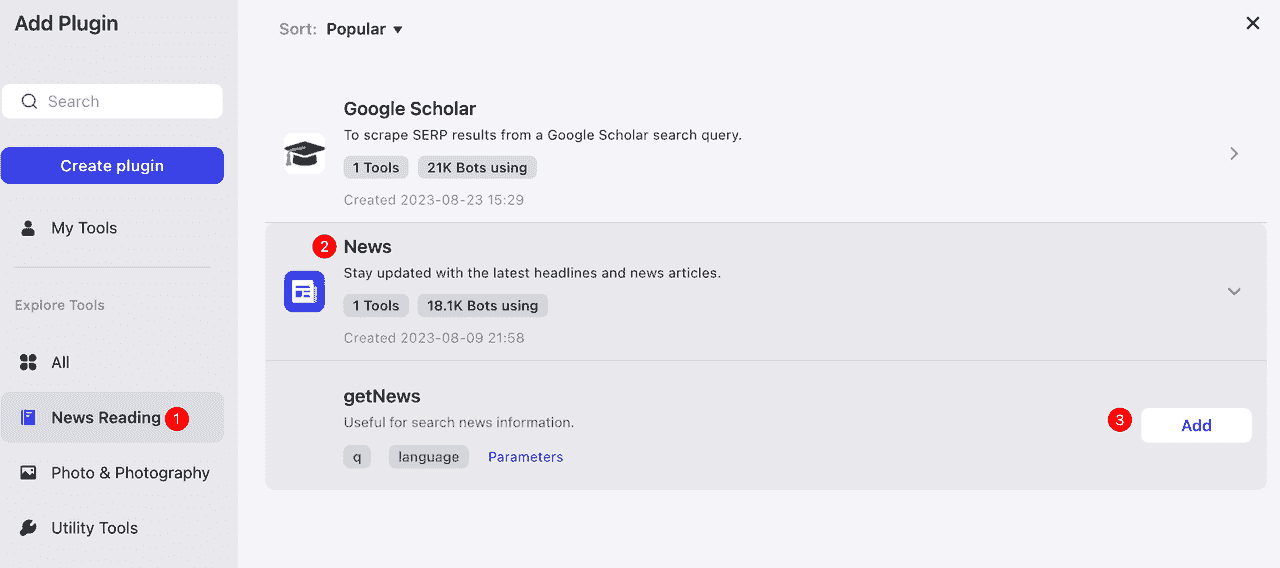 Add Plugin
Search
Create plugin
My Tools
Explore Tools
All
News Reading 1
Photo & Photography
Utility Tools
Sort: Popular
Google Scholar
To scrape SERP results from a Google Scholar search query.
1 Tools 21K Bots using
Created 2023-08-23 15:29
2 News
Stay updated with the latest headlines and news articles.
1 Tools 18.1K Bots using
Created 2023-08-09 21:58
getNews
Useful for search news information.
q language Parameters
3 Add